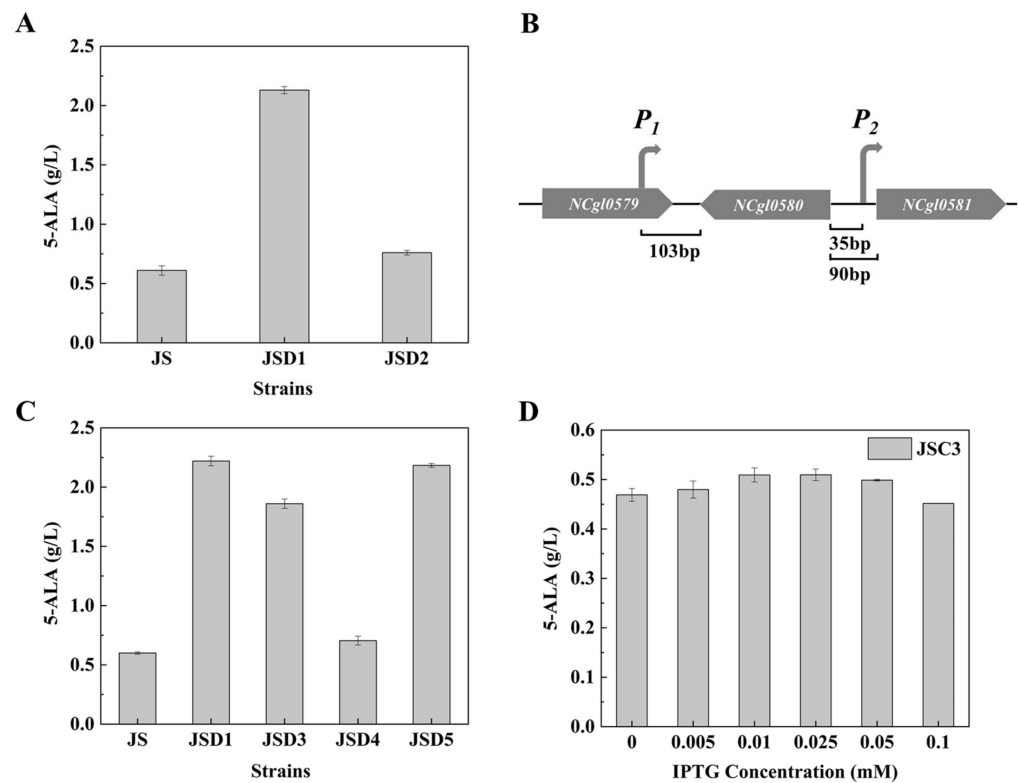 A
5-ALA (g/L)
2.5
2.0
1.5
1.0
0.5
0.0
JS JSD1 JSD2
Strains
B
P1 P2
NCgl0579 NCgl0580 NCgl0581
103bp
35bp
90bp
C
5-ALA (g/L)
2.5
2.0
1.5
1.0
0.5
0.0
JS JSD1 JSD3 JSD4 JSD5
Strains
D
5-ALA (g/L)
0.6
0.5
0.4
0.3
0.2
0.1
0.0
JSC3
0 0.005 0.01 0.025 0.05 0.1
IPTG Concentration (mM)